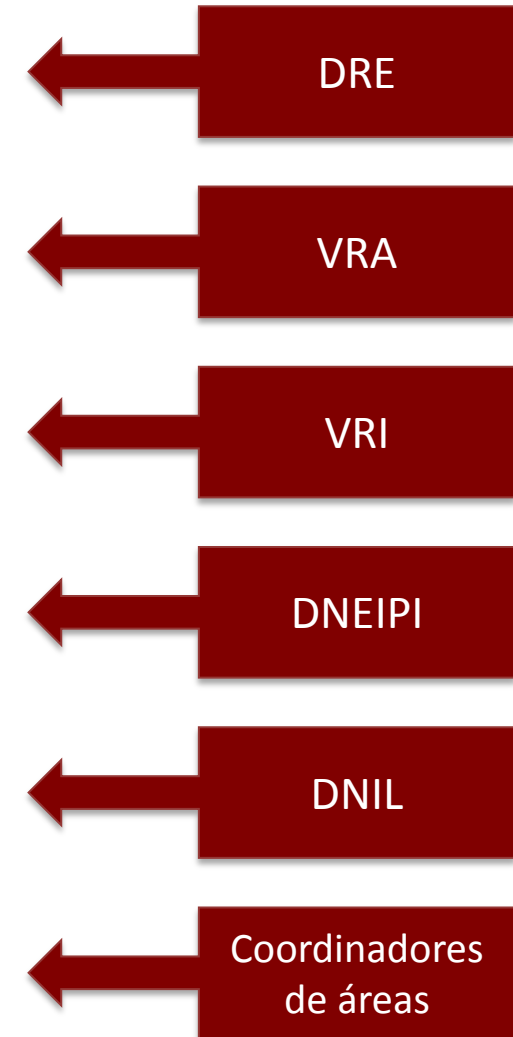 DRE
VRA
VRI
DNEIPI
DNIL
Coordinadores
de áreas